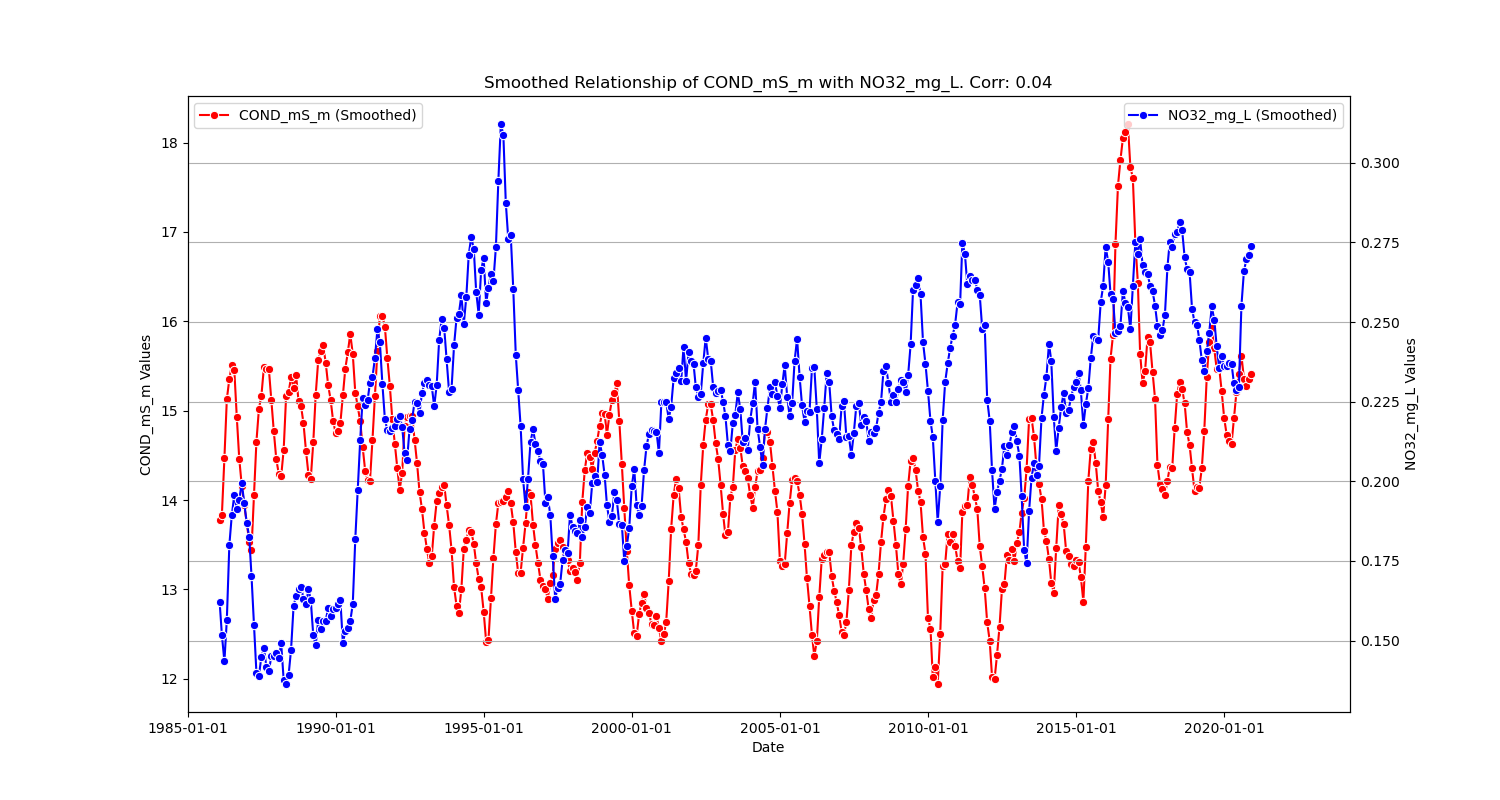 Smoothed Relationship of COND_mS_m with NO32_mg_L. Corr: 0.04
COND_mS_m (Smoothed)
NO32_mg_L (Smoothed)
18
17
16
15
14
13
12
COND_mS_m Values
0.300
0.275
0.250
0.225
0.200
0.175
0.150
NO32_mg_L Values
1985-01-01 1990-01-01 1995-01-01 2000-01-01 2005-01-01 2010-01-01 2015-01-01 2020-01-01
Date